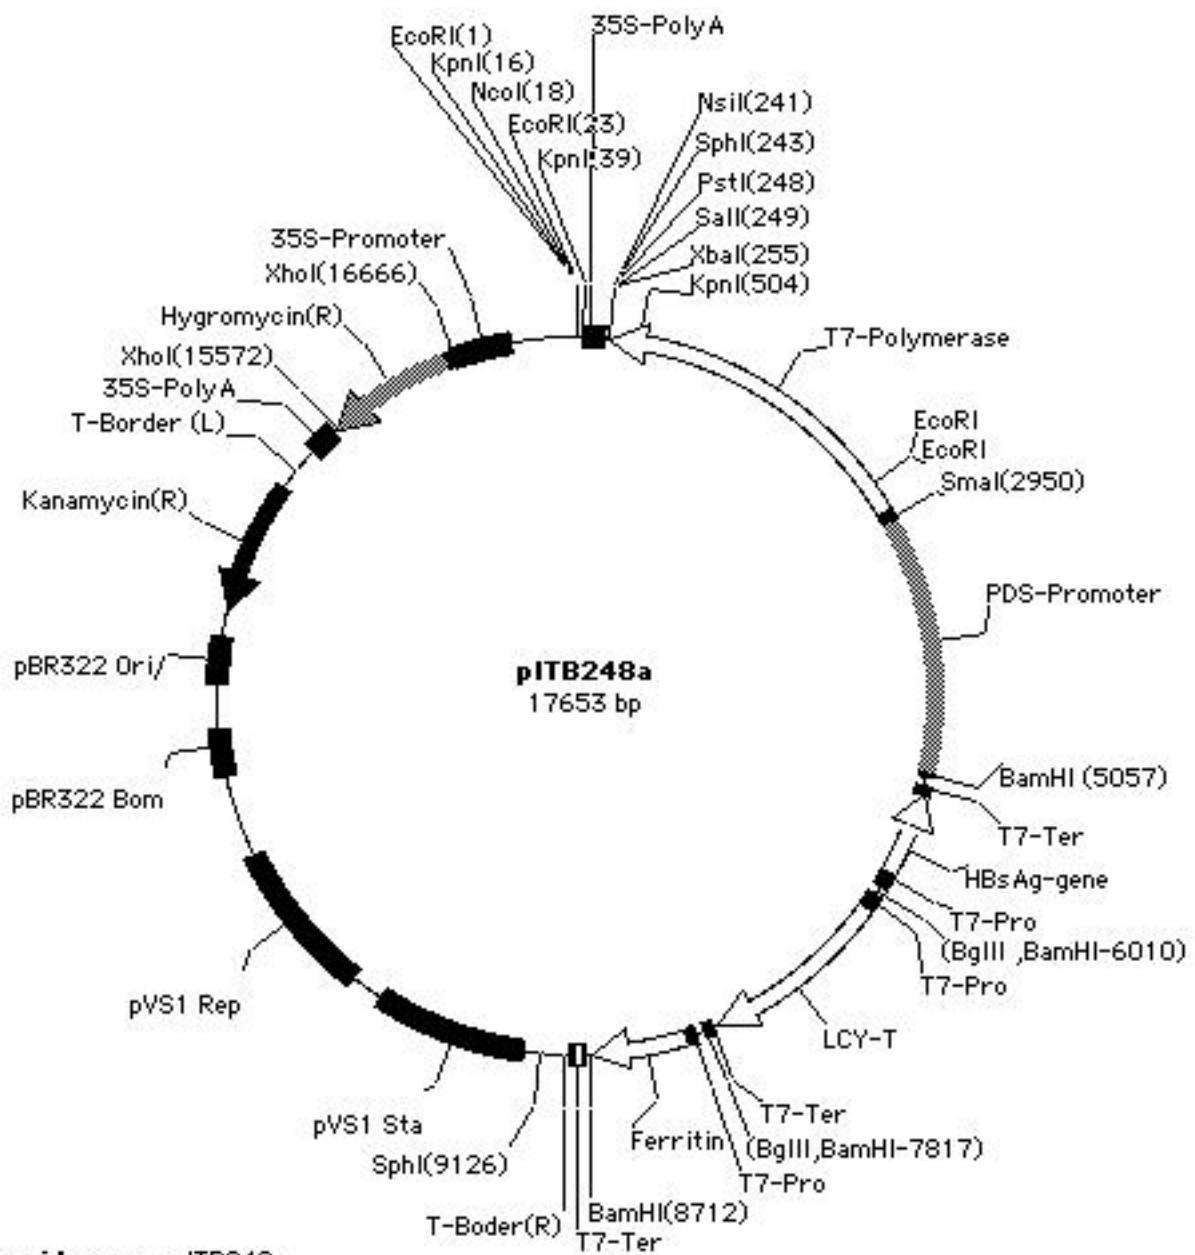 EcoRI(1)
35S-PolyA
KpnI(16)
NcoI(18)
EcoRI(23)
KpnI(39)
NsiI(241)
SphI(243)
PstI(248)
SalI(249)
XbaI(255)
KpnI(504)
35S-Promoter
XhoI(16666)
Hygromycin(R)
XhoI(15572)
35S-PolyA
T-Border (L)
Kanamycin(R)
T7-Polymerase
EcoRI
EcoRI
SmaI(2950)
PDS-Promoter
pBR322 Ori/
pITB248a
17653 bp
pBR322 Bom
BamHI (5057)
T7-Ter
HBsAg-gene
T7-Pro
(BglII ,BamHI-6010)
T7-Pro
LCY-T
pVS1 Rep
pVS1 Sta
SphI(9126)
T7-Ter
Ferritin
(BglII,BamHI-7817)
T7-Pro
T-Boder(R)
BamHI(8712)
T7-Ter